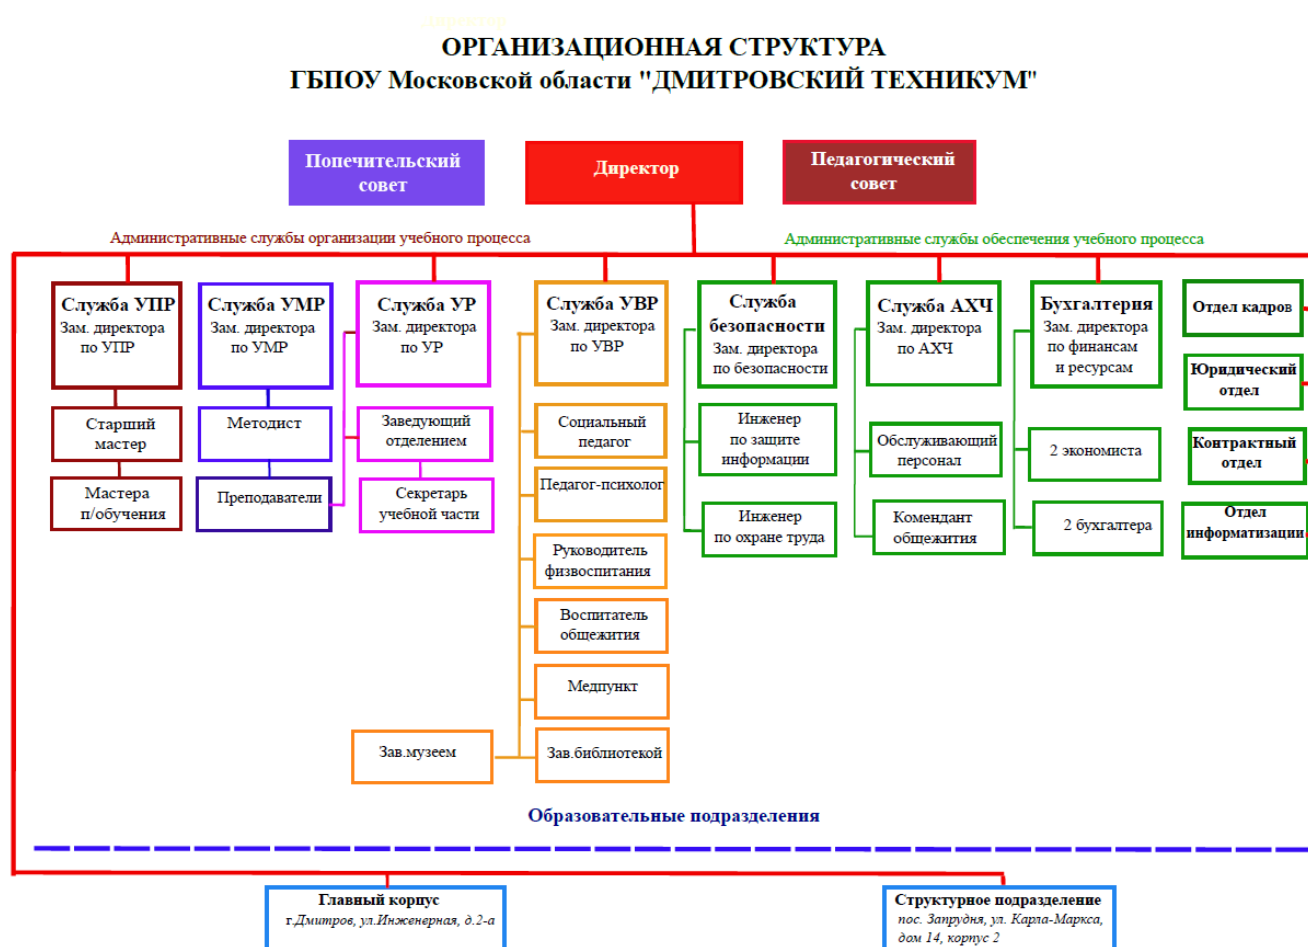 ОРГАНИЗАЦИОННАЯ СТРУКТУРА
ГБПОУ Московской области "ДМИТРОВСКИЙ ТЕХНИКУМ"
Попечительский
совет
Директор
Педагогический
совет
Административные службы организации учебного процесса
Административные службы обеспечения учебного процесса
Служба УПР
Зам. директора
по УПР
Старший
мастер
Мастера
п/обучения
Служба УМР
Зам. директора
по УМР
Методист
Преподаватели
Служба УР
Зам. директора
по УР
Заведующий
отделением
Секретарь
учебной части
Служба УВР
Зам. директора
по УВР
Социальный
педагог
Педагог-психолог
Руководитель
физвоспитания
Воспитатель
общежития
Медпункт
Зав.музеем
Зав.библиотекой
Служба
безопасности
Зам. директора
по безопасности
Инженер
по защите
информации
Инженер
по охране труда
Служба АХЧ
Зам. директора
по АХЧ
Обслуживающий
персонал
Комендант
общежития
Бухгалтерия
Зам. директора
по финансам
и ресурсам
2 экономиста
2 бухгалтера
Отдел кадров
Юридический
отдел
Контрактный
отдел
Отдел
информатизации
Образовательные подразделения
Главный корпус
г.Дмитров, ул.Инженерная, д.2-а
Структурное подразделение
пос. Запрудня, ул. Карла-Маркса,
дом 14, корпус 2